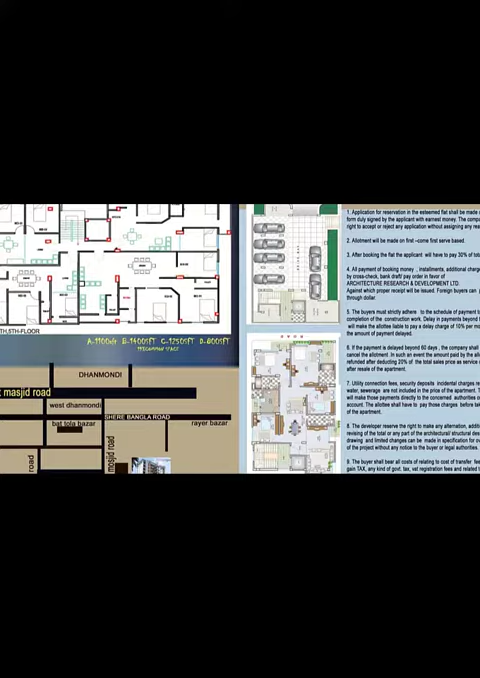 TH,5TH-FLOOR
B-1400SFT C-1250SFT D-800SFT
DHANMONDI
masjid road
west dhanmondi
SHERE BANGLA ROAD
bat tola bazar
rayer bazar
road
mosjid road
1. Application for reservation in the esteemed flat shall be made
form duly signed by the applicant with earnest money. The comp
right to accept or reject any application without assigning any rea
2. Allotment will be made on first –come first serve based.
3. After booking the flat the applicant will have to pay 30% of tot
4. All payment of booking money , installments, additional charge
by cross-check, bank draft/ pay order in favor of
ARCHITECTURE RESEARCH & DEVELOPMENT LTD.
Against which proper receipt will be issued. Foreign buyers can
through dollar.
5. The buyers must strictly adhere to the schedule of payment t
completion of the construction work. Delay in payments beyond
will make the allottee liable to pay a delay charge of 10% per mo
the amount of payment delayed.
6. If the payment is delayed beyond 60 days , the company shall
cancel the allotment .In such an event the amount paid by the all
refunded after deducting 20% of the total sales price as service
after resale of the apartment.
7. Utility connection fees, security deposits incidental charges re
water, sewerage are not included in the price of the apartment. T
will make those payments directly to the concerned authorities o
account. The allottee shall have to pay those charges before tak
of the apartment.
8. The developer reserve the right to make any alternation, additi
revising of the total or any part of the architectural/ structural des
drawing and limited changes can be made in specification for ov
of the project without any notice to the buyer or legal authorities.
9. The buyer shall bear all costs of relating to cost of transfer fee
gain TAX, any kind of govt. tax, vat registration fees and related t